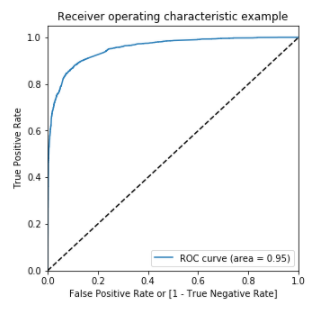 Receiver operating characteristic example
1.0
0.8
0.6
0.4
0.2
0.0
True Positive Rate
ROC curve (area = 0.95)
0.0 0.2 0.4 0.6 0.8 1.0
False Positive Rate or [1 - True Negative Rate]